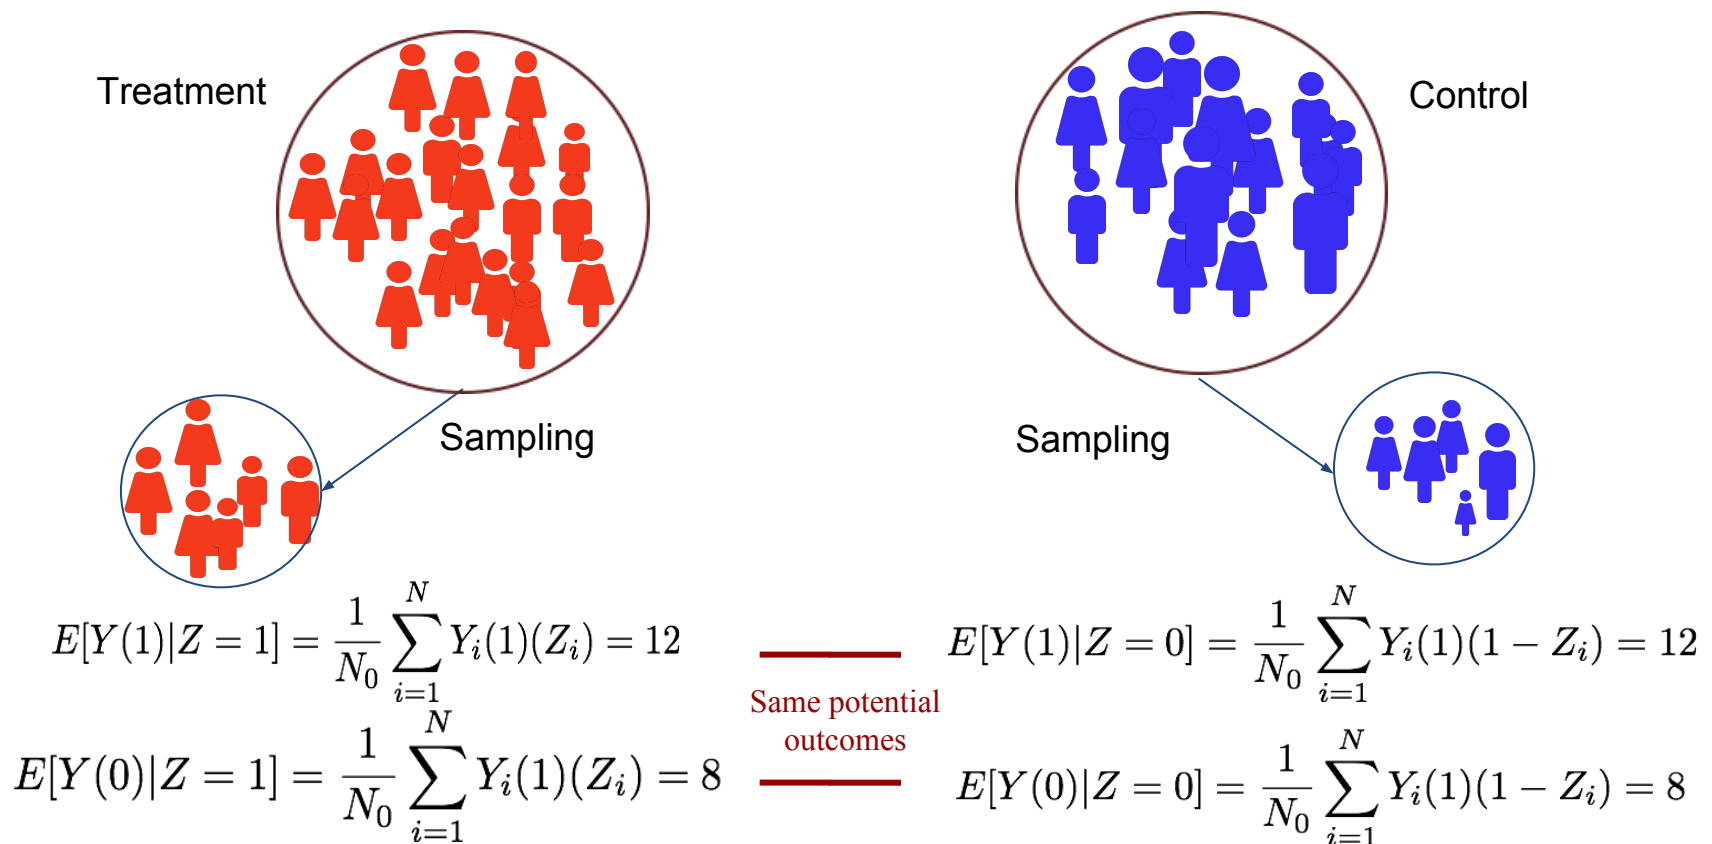 Treatment
Control
Sampling
Sampling
E[Y(1)|Z = 1] = \frac{1}{N_0} \sum_{i=1}^{N} Y_i(1)(Z_i) = 12
E[Y(1)|Z = 0] = \frac{1}{N_0} \sum_{i=1}^{N} Y_i(1)(1 − Z_i) = 12
Same potential
outcomes
E[Y(0)|Z = 1] = \frac{1}{N_0} \sum_{i=1}^{N} Y_i(1)(Z_i) = 8
E[Y(0)|Z = 0] = \frac{1}{N_0} \sum_{i=1}^{N} Y_i(1)(1 − Z_i) = 8